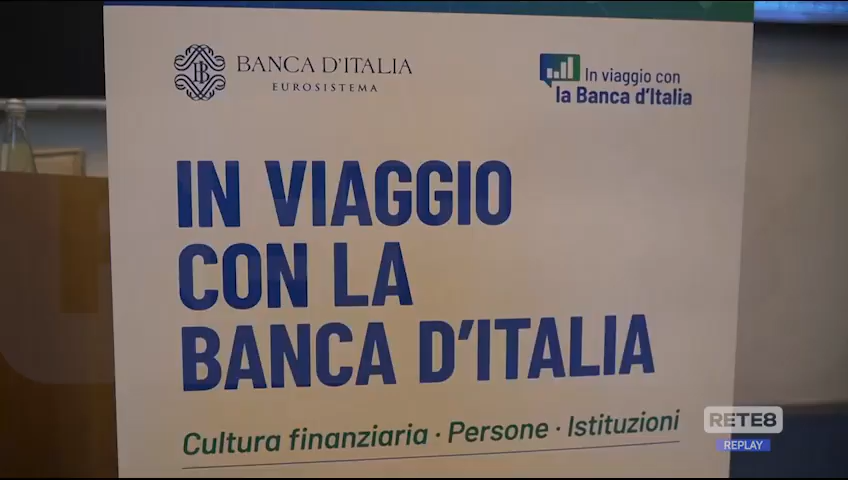 BANCA D'ITALIA
EUROSISTEMA
In viaggio con
la Banca d'Italia
IN VIAGGIO
CON LA
BANCA D'ITALIA
Cultura finanziaria · Persone · Istituzioni
RETE8
REPLAY